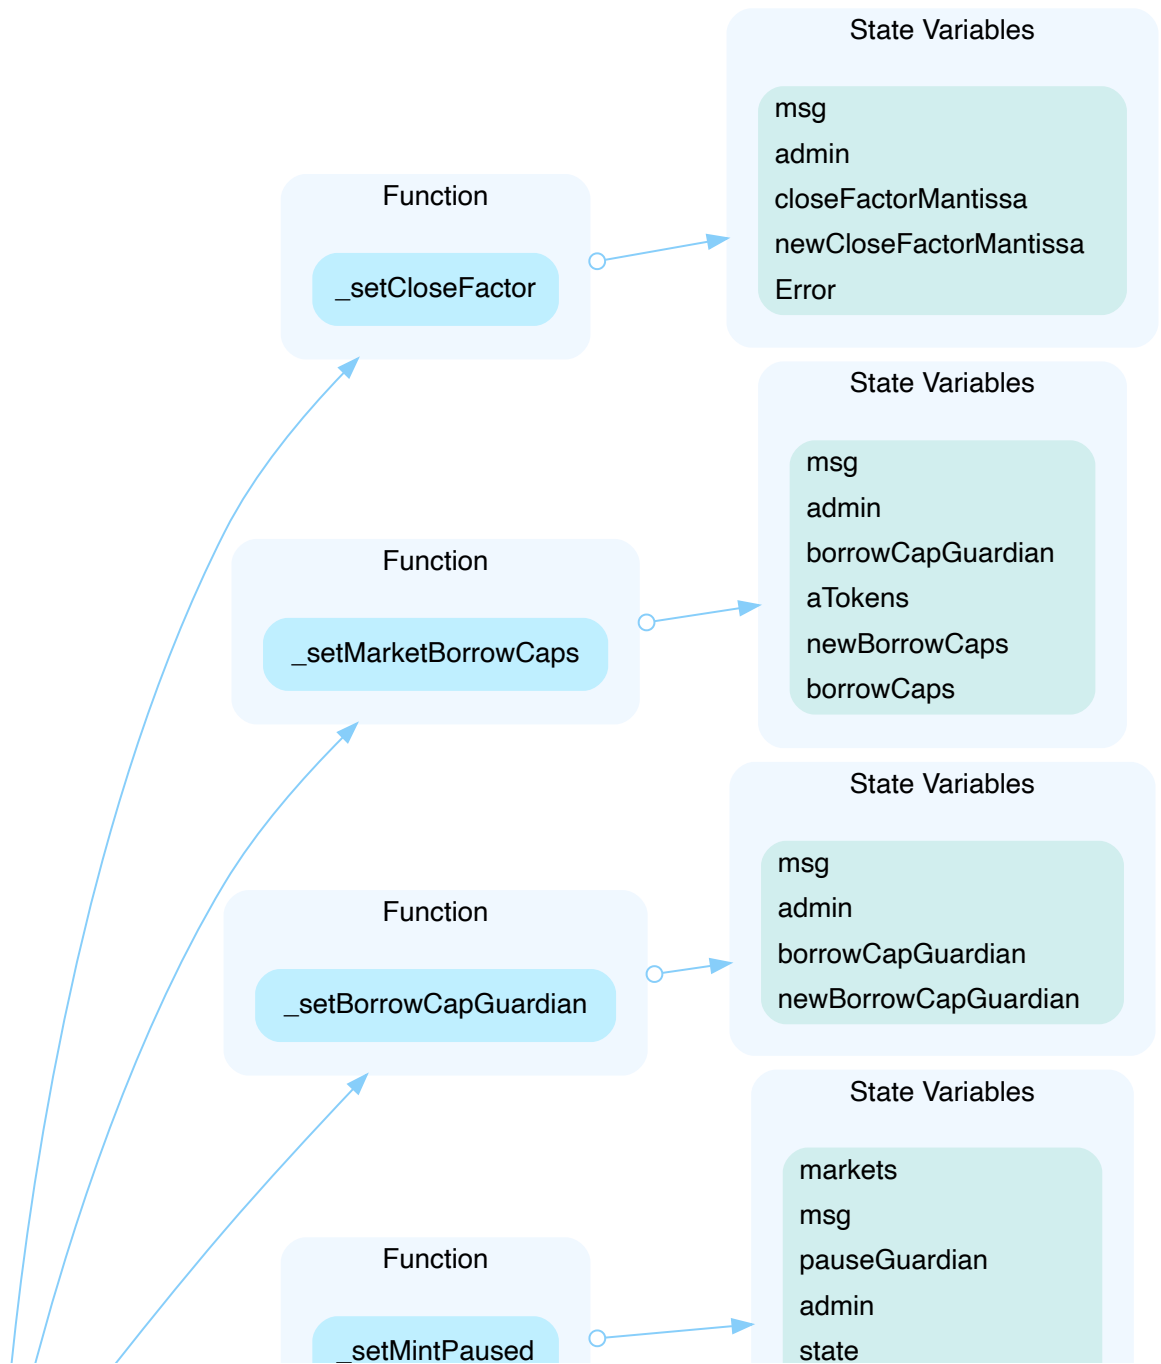 State Variables
msg
admin
closeFactorMantissa
newCloseFactorMantissa
Error
Function
_setCloseFactor
State Variables
msg
admin
borrowCapGuardian
aTokens
newBorrowCaps
borrowCaps
Function
_setMarketBorrowCaps
State Variables
msg
admin
borrowCapGuardian
newBorrowCapGuardian
Function
_setBorrowCapGuardian
State Variables
markets
msg
pauseGuardian
admin
state
Function
_setMintPaused